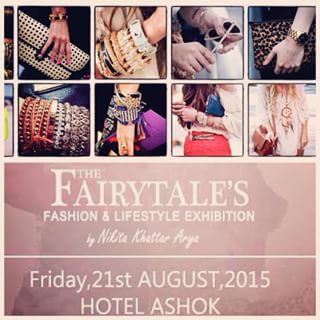 THE
FAIRYTALE'S
FASHION & LIFESTYLE EXHIBITION
by Nikita Khattar Arya
Friday,21st AUGUST,2015
HOTEL ASHOK